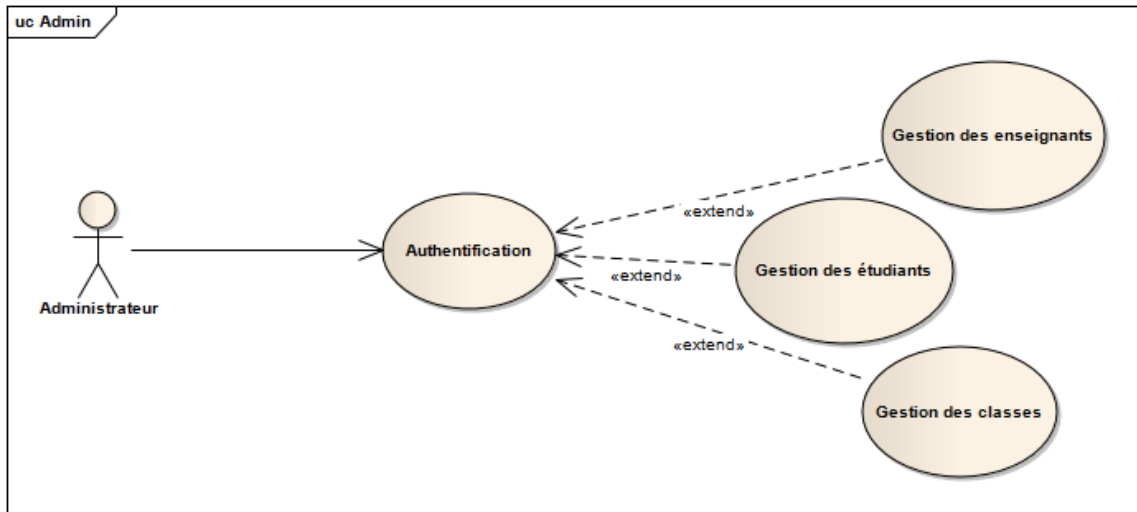 uc Admin
Gestion des enseignants
«extend»
Authentification
Gestion des étudiants
«extend»
Administrateur
«extend»
Gestion des classes